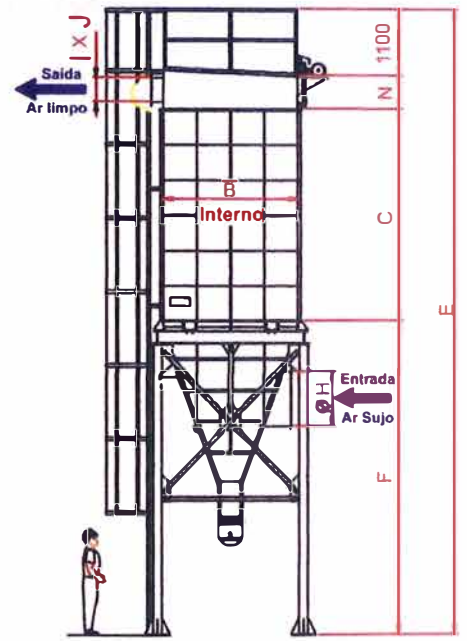 I X J
1100
Saída
Ar limpo
N
B
Interno
C
E
Ø H
Entrada
Ar Sujo
F